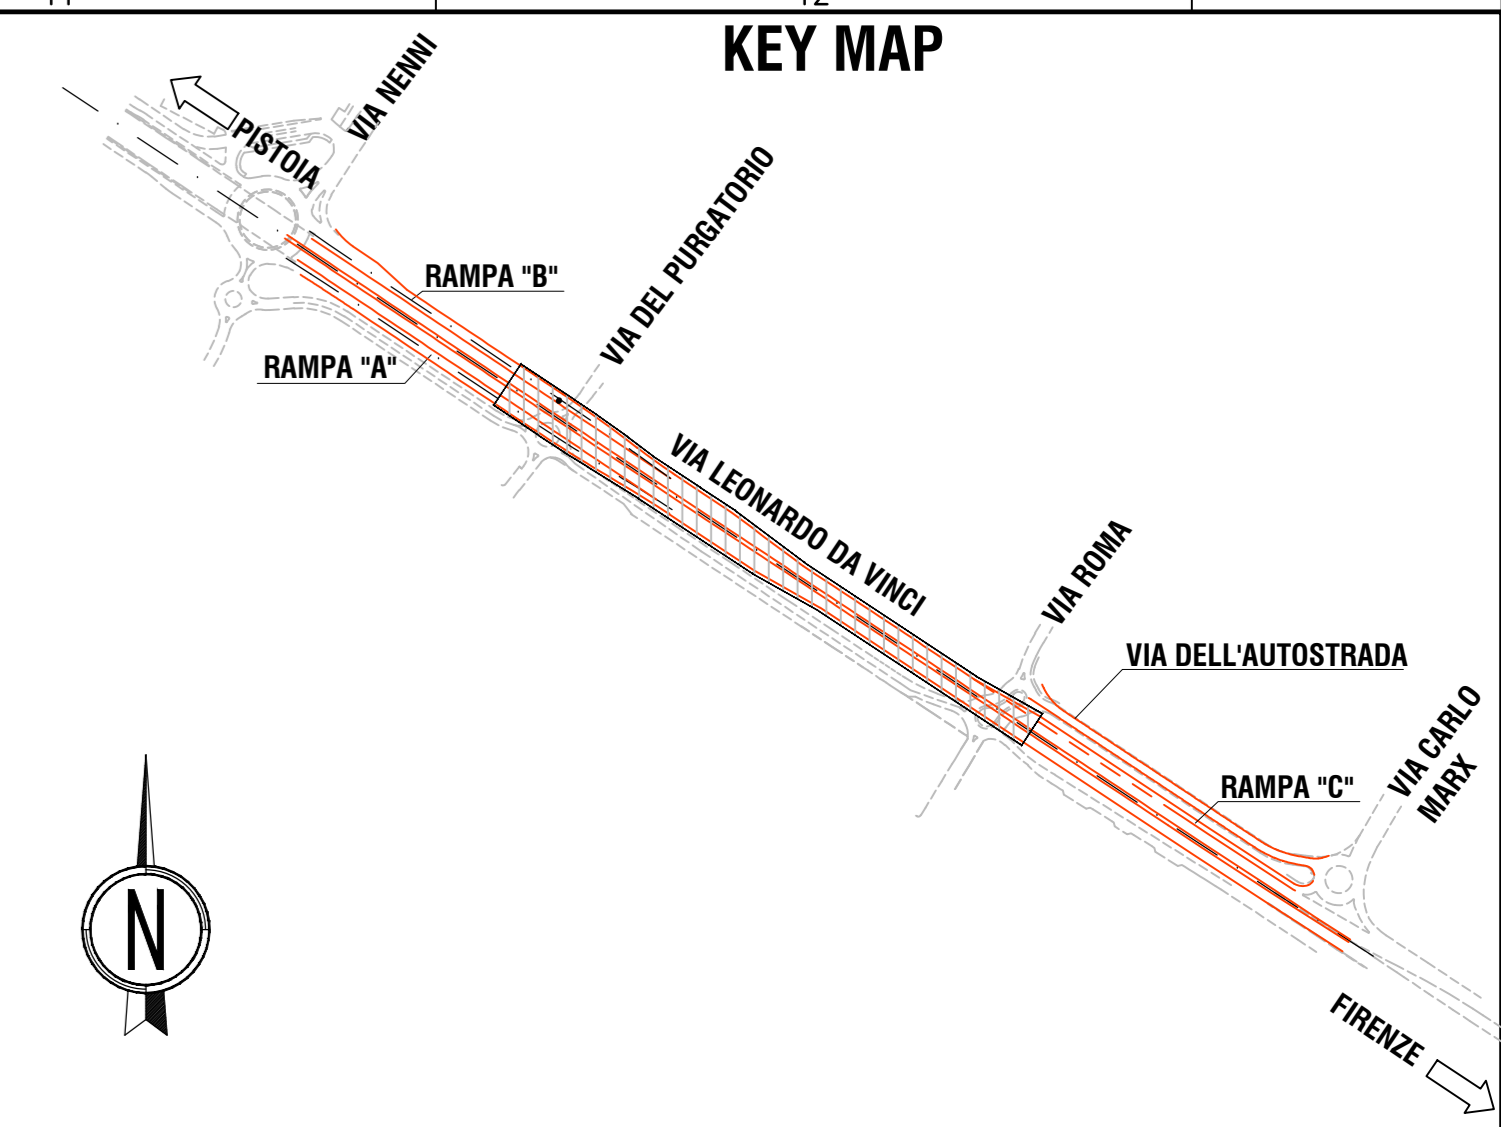 KEY MAP
VIA NENNI
PISTOIA
VIA DEL PURGATORIO
RAMPA "B"
RAMPA "A"
VIA LEONARDO DA VINCI
VIA ROMA
VIA DELL'AUTOSTRADA
VIA CARLO
MARX
RAMPA "C"
N
FIRENZE